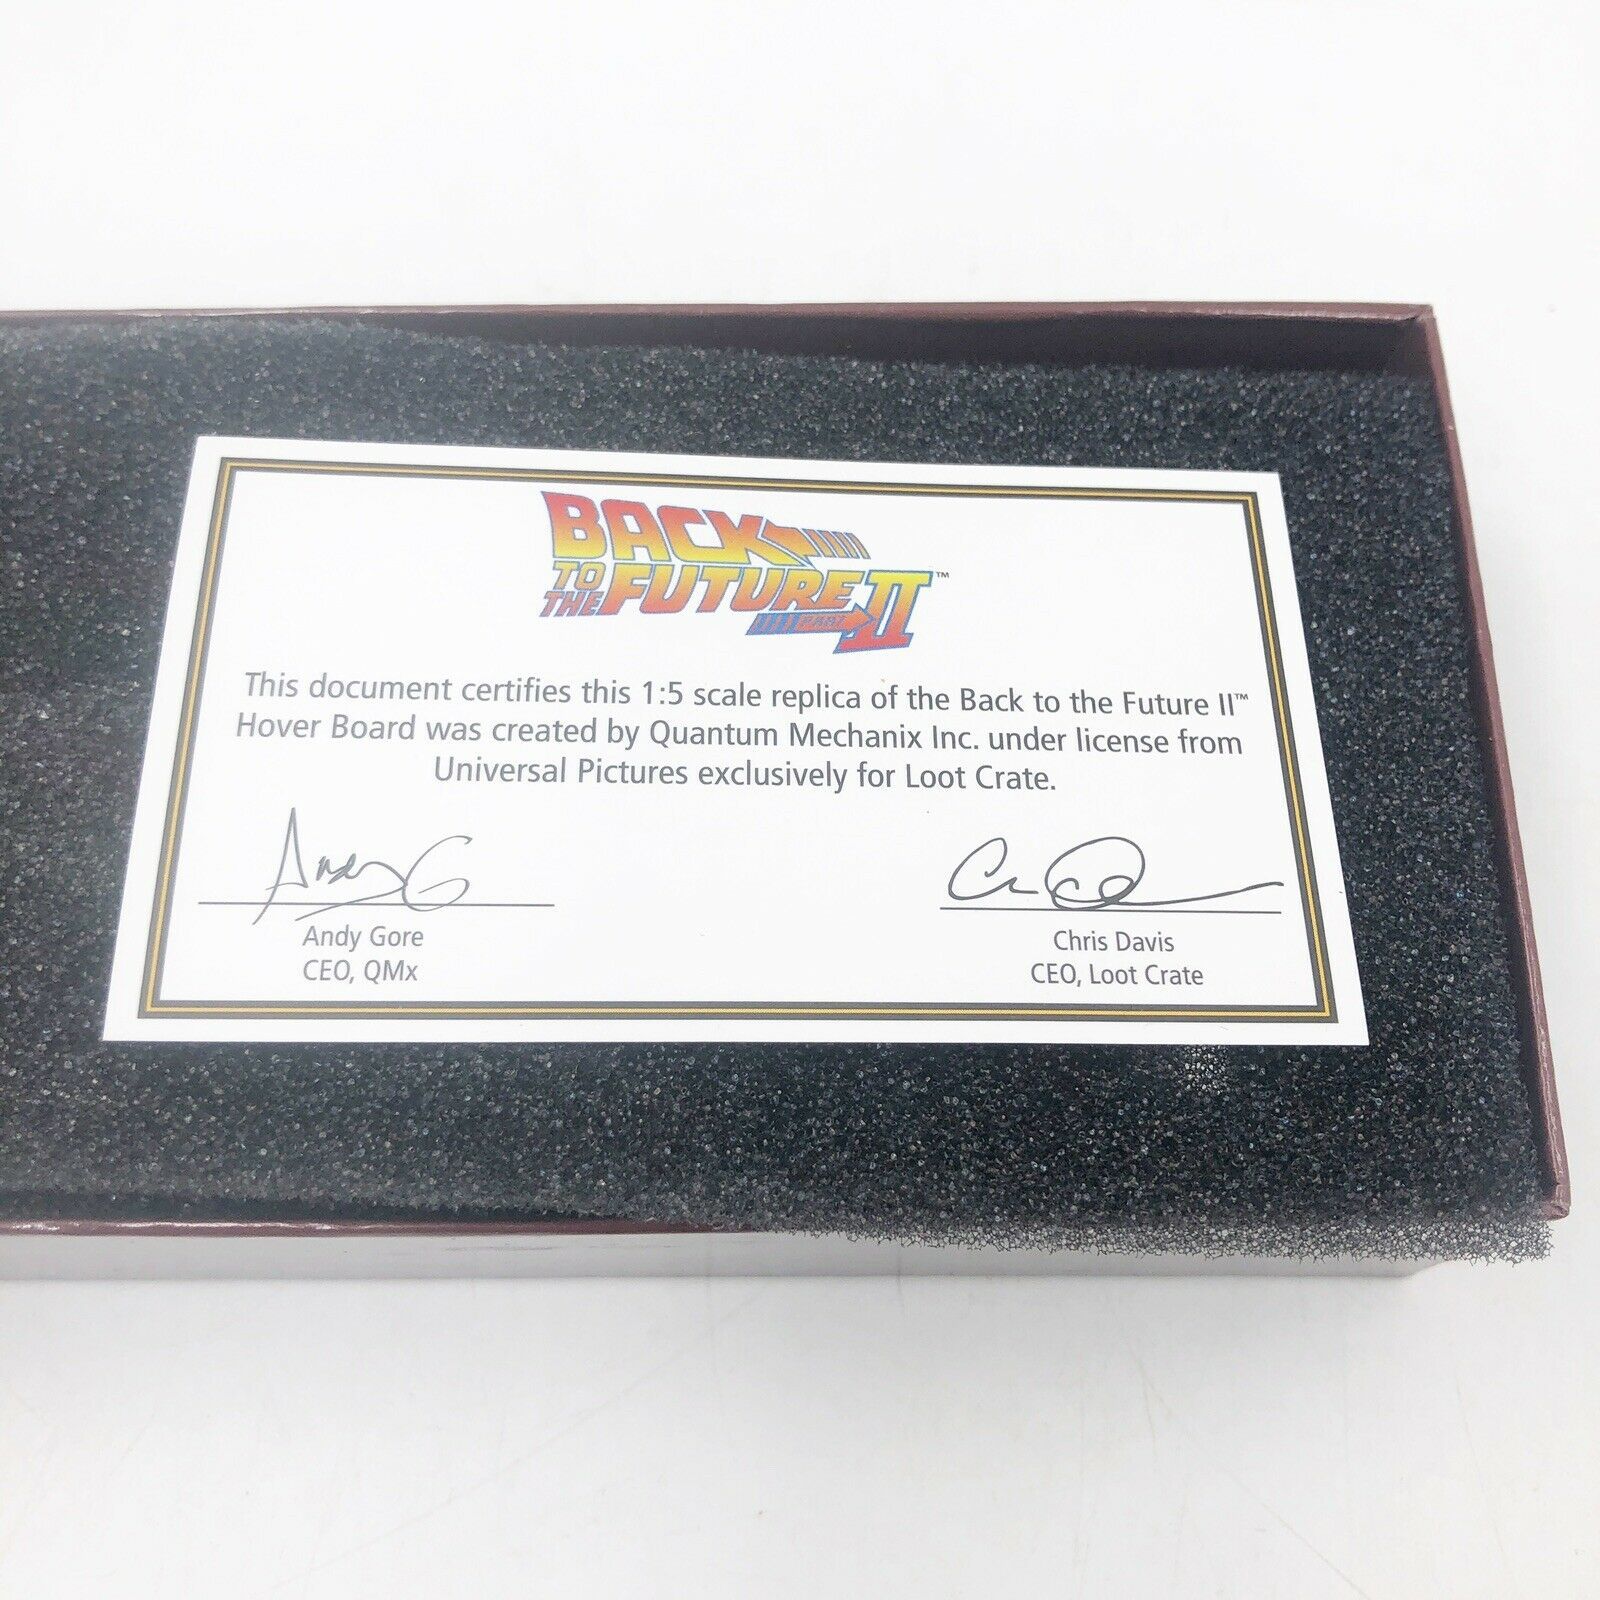 BACK
TO THE FUTURE PART II™
This document certifies this 1:5 scale replica of the Back to the Future II™
Hover Board was created by Quantum Mechanix Inc. under license from
Universal Pictures exclusively for Loot Crate.
Andy G
Andy Gore
CEO, QMx
Chris Davis
CEO, Loot Crate